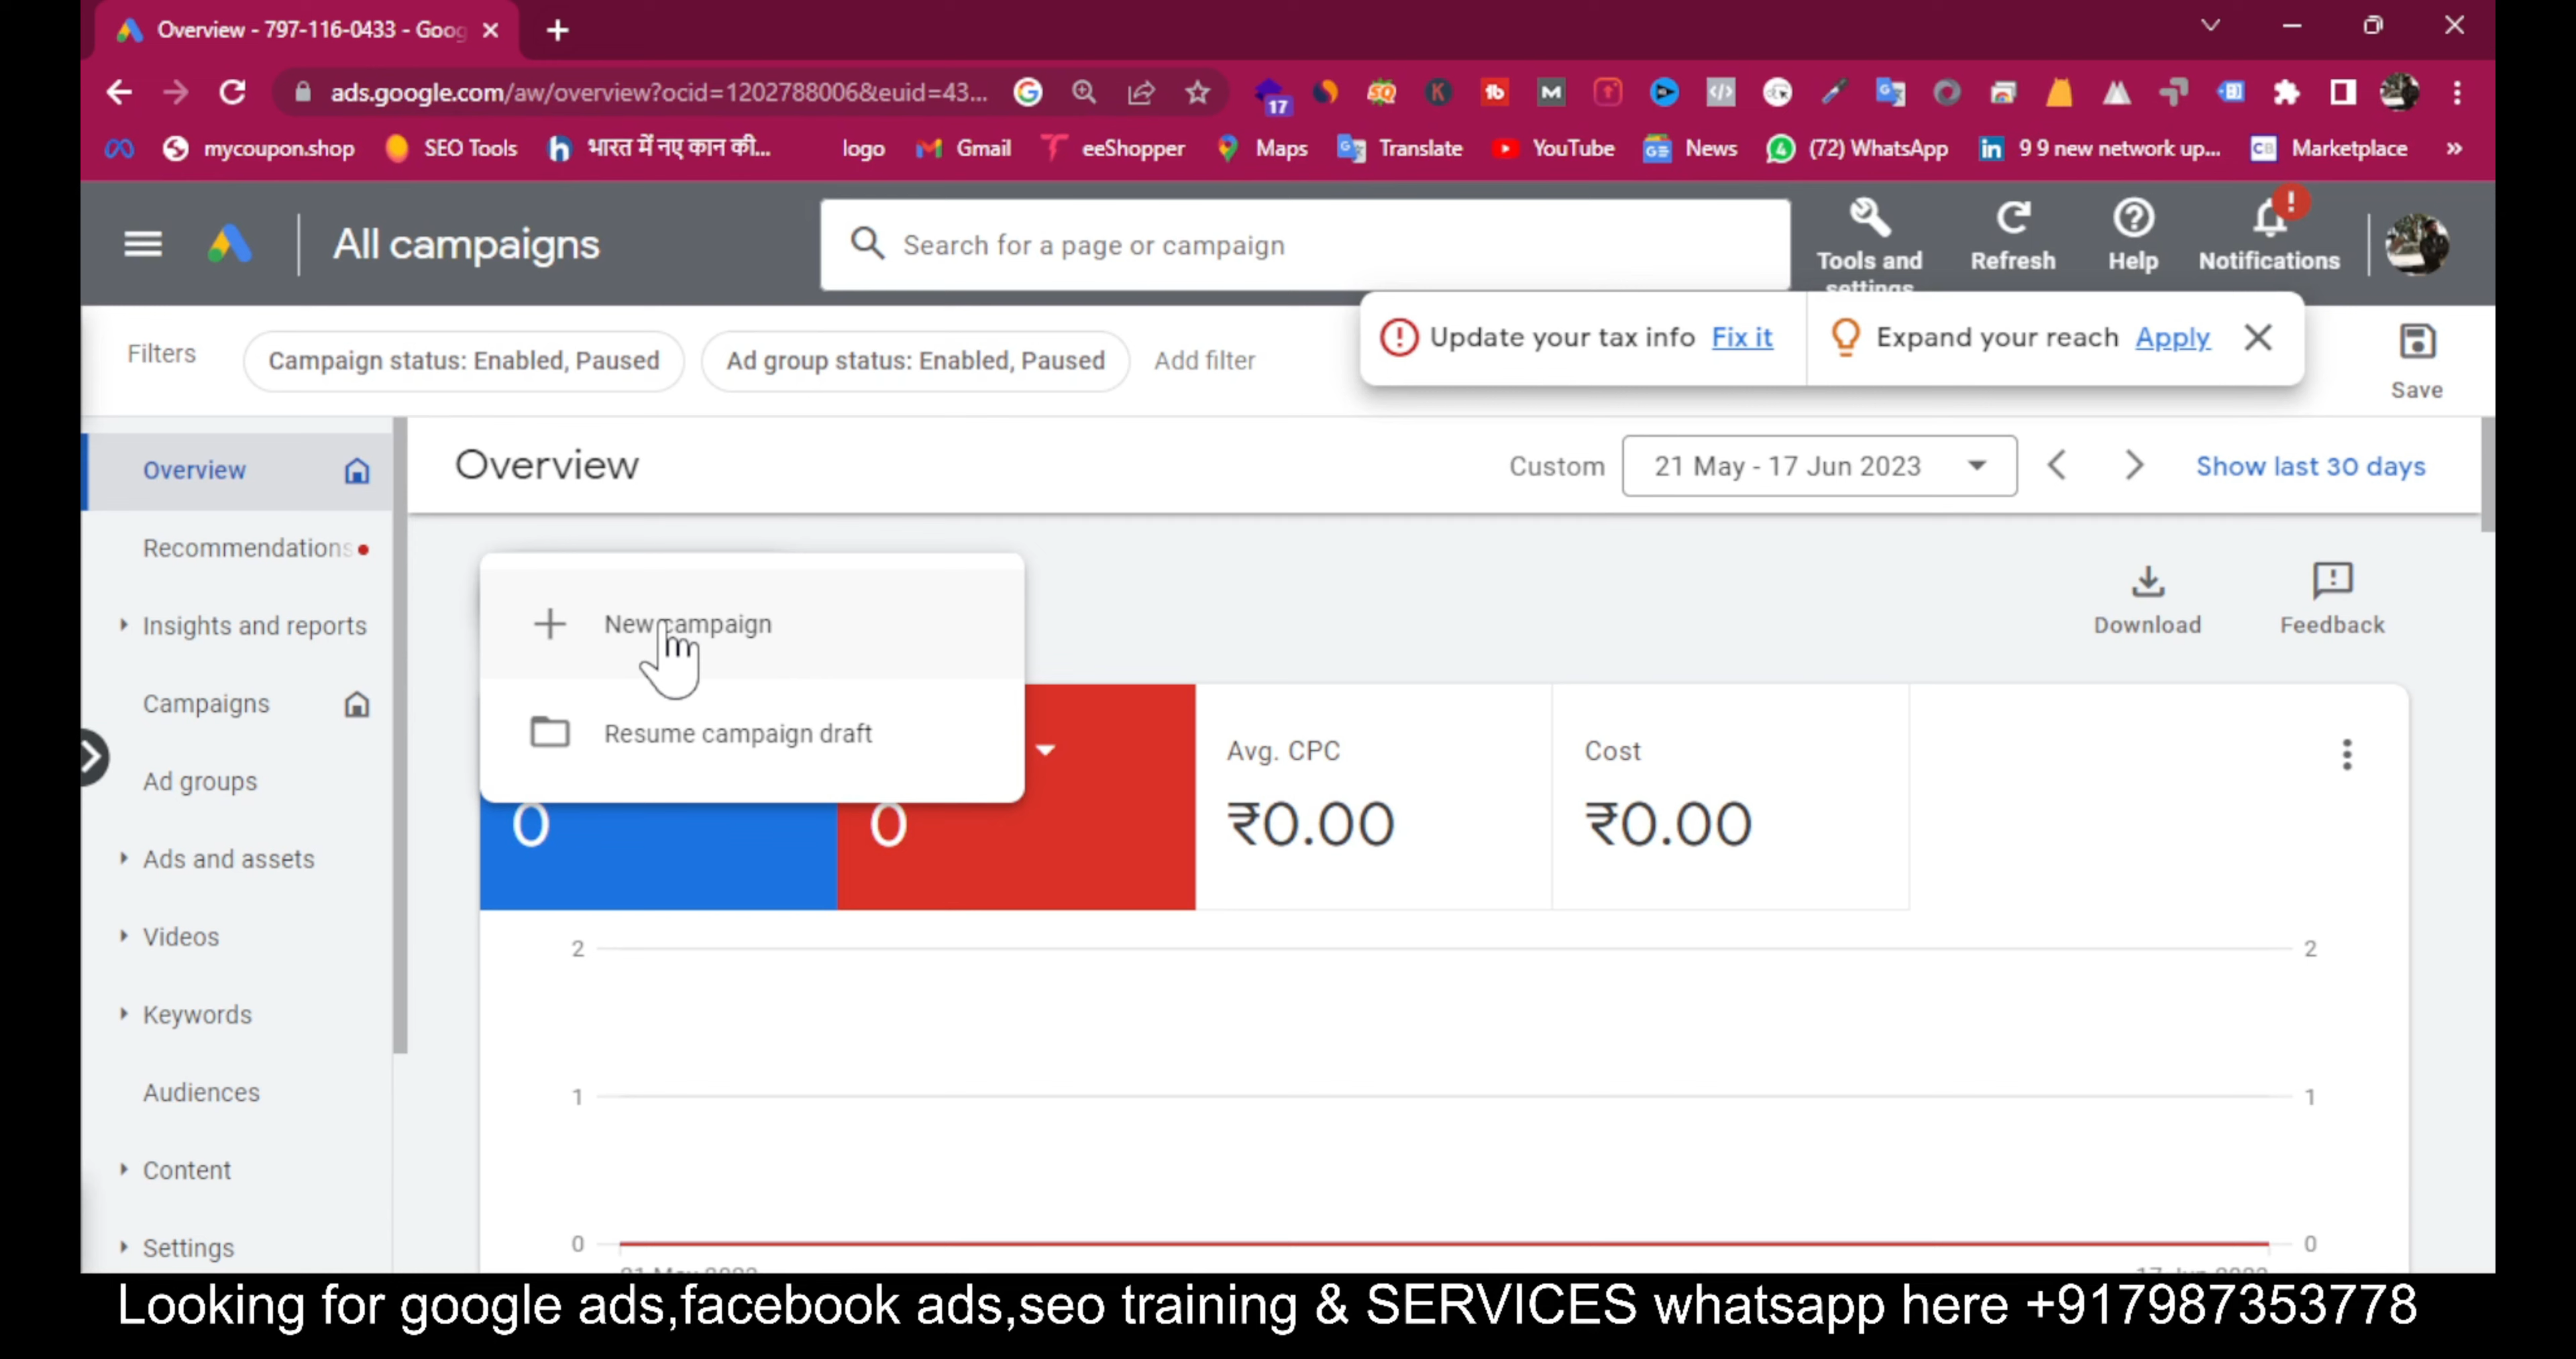 Overview - 797-116-0433 - Goog
ads.google.com/aw/overview?ocid=1202788006&euid=43...
17
mycoupon.shop
SEO Tools
भारत में नए कान की...
logo
Gmail
eeShopper
Maps
Translate
YouTube
News
(72) WhatsApp
9 9 new network up...
Marketplace
All campaigns
Search for a page or campaign
Tools and settings
Refresh
Help
Notifications
Filters
Campaign status: Enabled, Paused
Ad group status: Enabled, Paused
Add filter
Update your tax info Fix it
Expand your reach Apply
Save
Overview
Recommendations
Insights and reports
Campaigns
Ad groups
Ads and assets
Videos
Keywords
Audiences
Content
Settings
Overview
Custom
21 May - 17 Jun 2023
Show last 30 days
New campaign
Resume campaign draft
Download
Feedback
0
0
Avg. CPC
₹0.00
Cost
₹0.00
2
2
1
1
0
0
Looking for google ads,facebook ads,seo training & SERVICES whatsapp here +917987353778